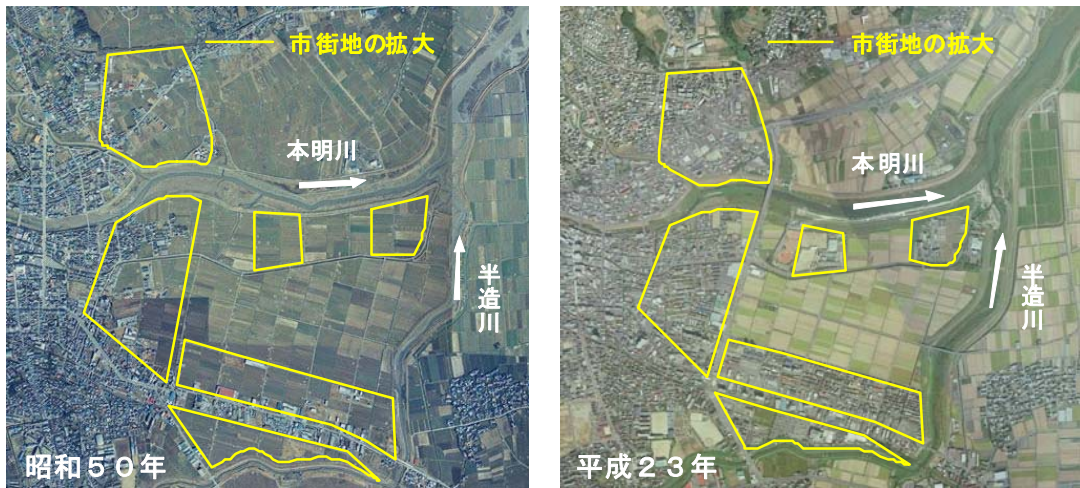 市街地の拡大
本明川
半造川
昭和５０年
市街地の拡大
本明川
半造川
平成２３年